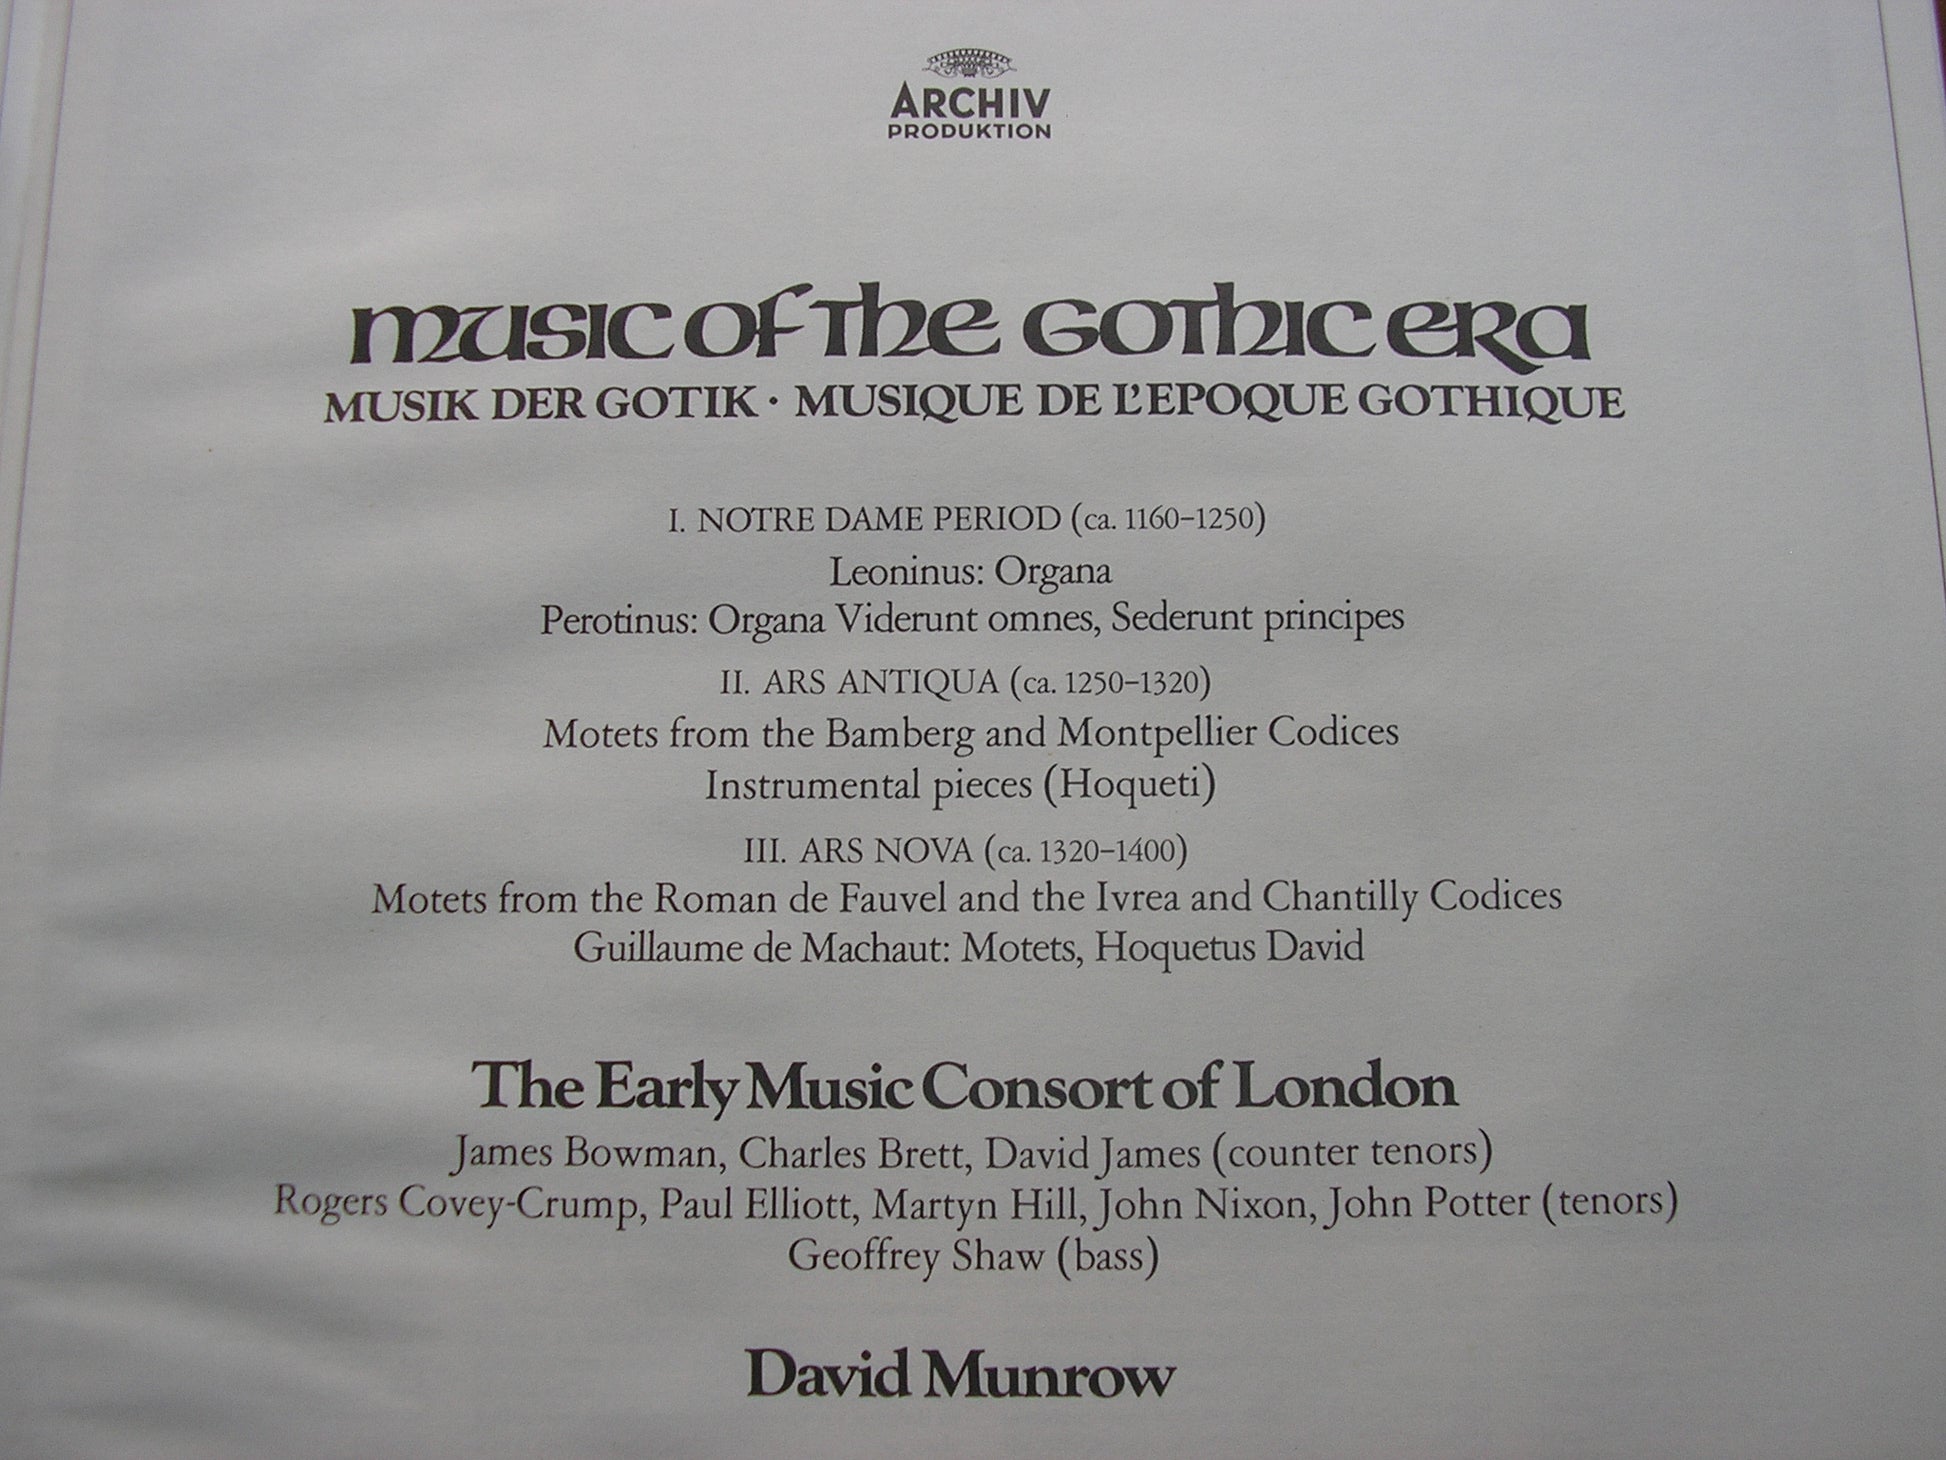 ARCHIV
PRODUKTION
MUSIC OF THE GOTHIC ERA
MUSIK DER GOTIK · MUSIQUE DE L'EPOQUE GOTHIQUE
I. NOTRE DAME PERIOD (ca. 1160–1250)
Leoninus: Organa
Perotinus: Organa Viderunt omnes, Sederunt principes
II. ARS ANTIQUA (ca. 1250–1320)
Motets from the Bamberg and Montpellier Codices
Instrumental pieces (Hoqueti)
III. ARS NOVA (ca. 1320–1400)
Motets from the Roman de Fauvel and the Ivrea and Chantilly Codices
Guillaume de Machaut: Motets, Hoquetus David
The Early Music Consort of London
James Bowman, Charles Brett, David James (counter tenors)
Rogers Covey-Crump, Paul Elliott, Martyn Hill, John Nixon, John Potter (tenors)
Geoffrey Shaw (bass)
David Munrow